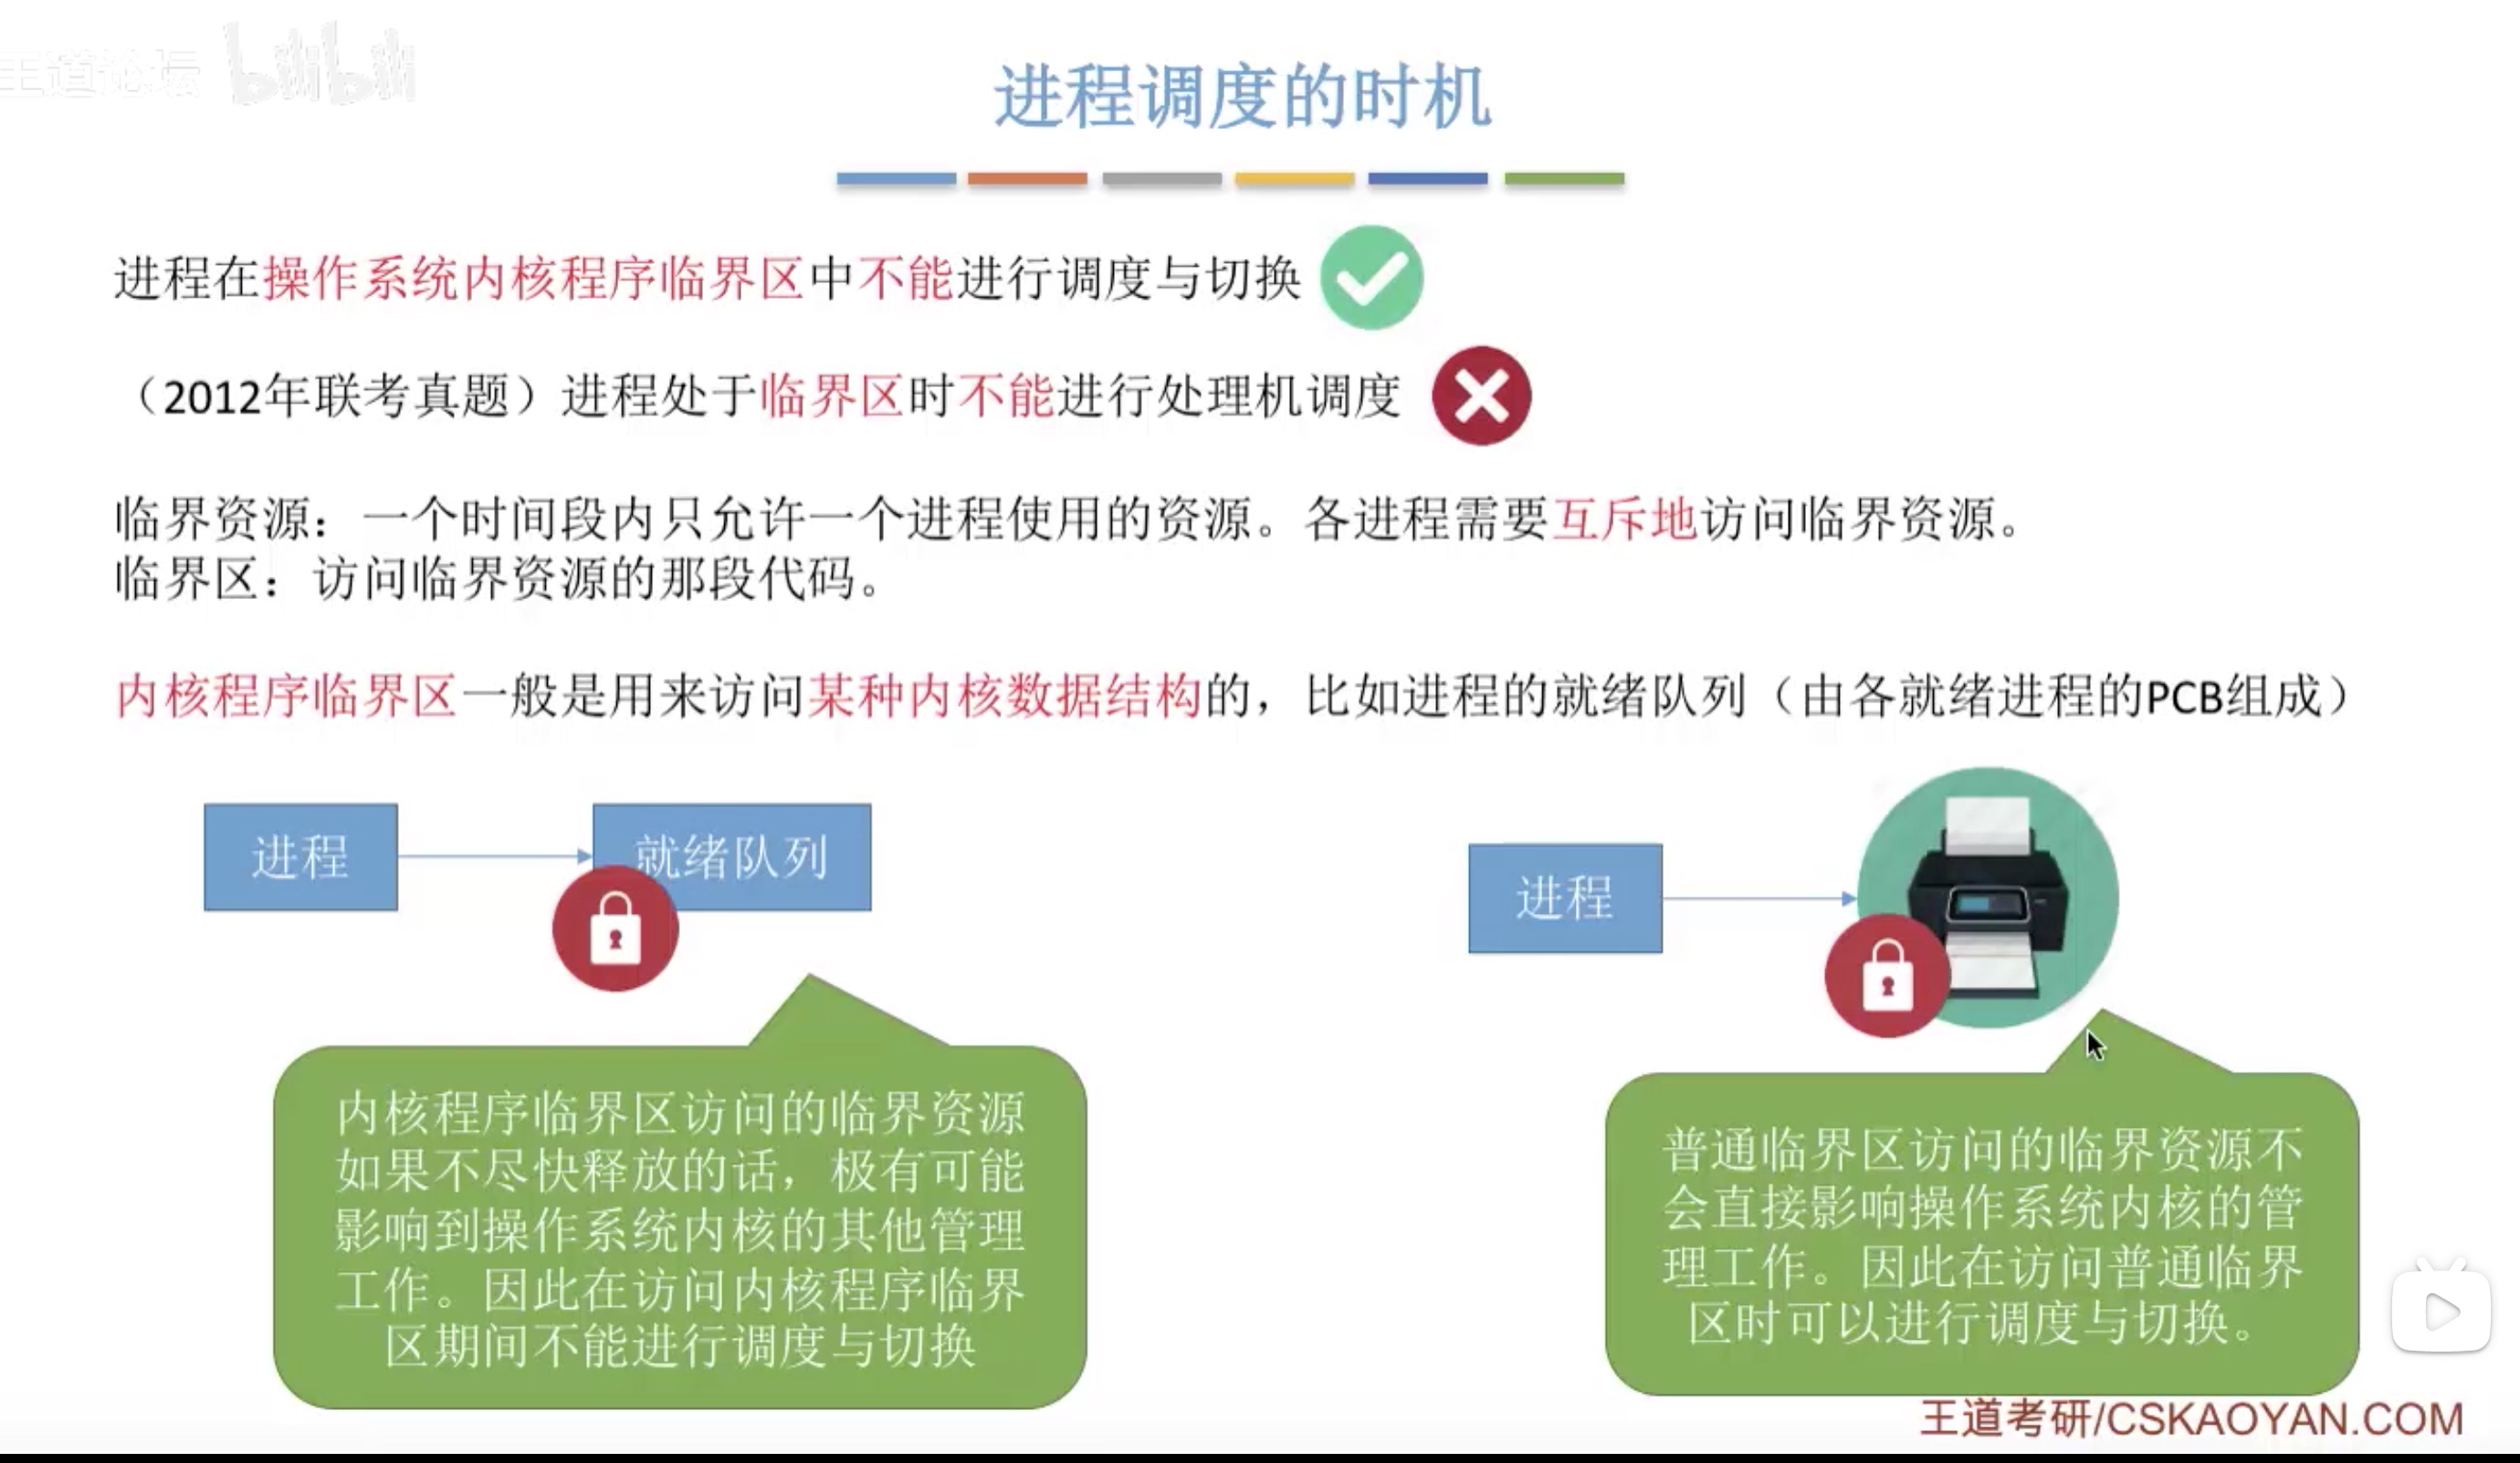 王道论坛 bilibili
进程调度的时机
进程在操作系统内核程序临界区中不能进行调度与切换
（2012年联考真题）进程处于临界区时不能进行处理机调度
临界资源：一个时间段内只允许一个进程使用的资源。各进程需要互斥地访问临界资源。
临界区：访问临界资源的那段代码。
内核程序临界区一般是用来访问某种内核数据结构的，比如进程的就绪队列（由各就绪进程的PCB组成）
进程
就绪队列
内核程序临界区访问的临界资源
如果不尽快释放的话，极有可能
影响到操作系统内核的其他管理
工作。因此在访问内核程序临界
区期间不能进行调度与切换
进程
普通临界区访问的临界资源不
会直接影响操作系统内核的管
理工作。因此在访问普通临界
区时可以进行调度与切换。
王道考研/CSKAOYAN.COM